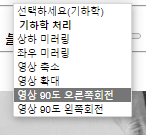 선택하세요(기하학)
기하학 처리
상하 미러링
좌우 미러링
영상 축소
영상 확대
영상 90도 오른쪽회전
영상 90도 왼쪽회전